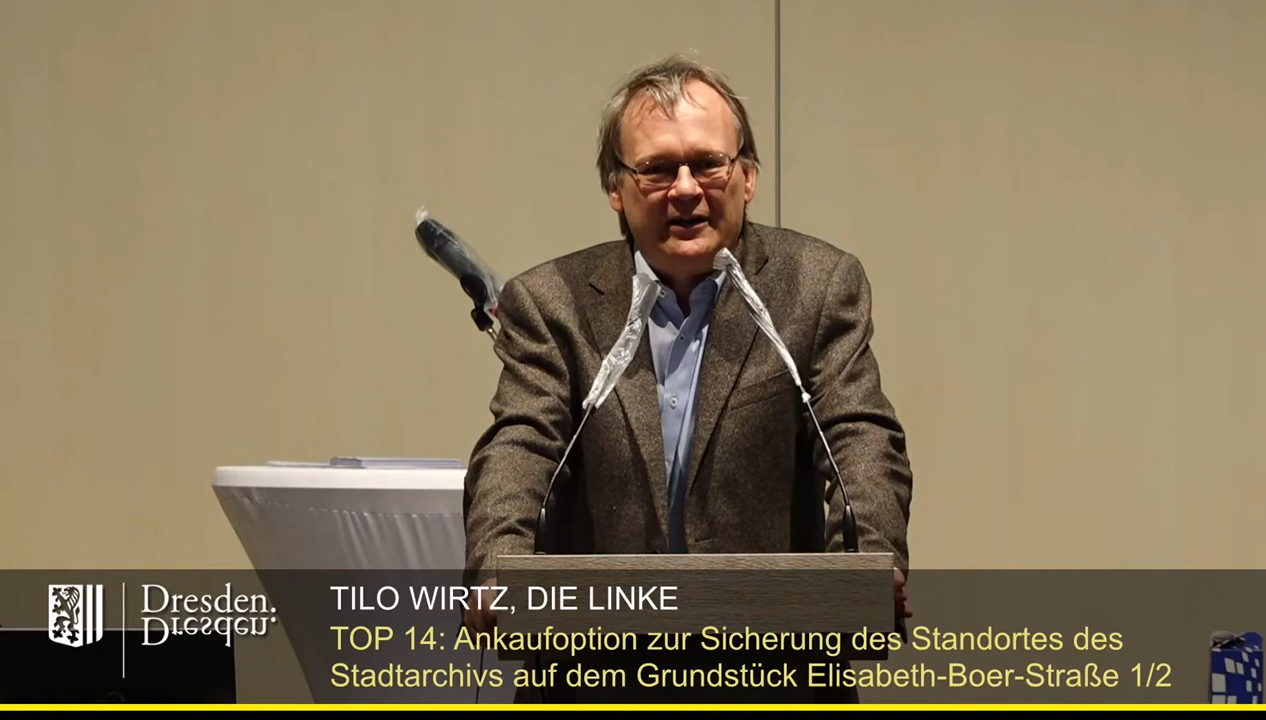 Dresden.
Dresden.
TILO WIRTZ, DIE LINKE
TOP 14: Ankaufoption zur Sicherung des Standortes des
Stadtarchivs auf dem Grundstück Elisabeth-Boer-Straße 1/2